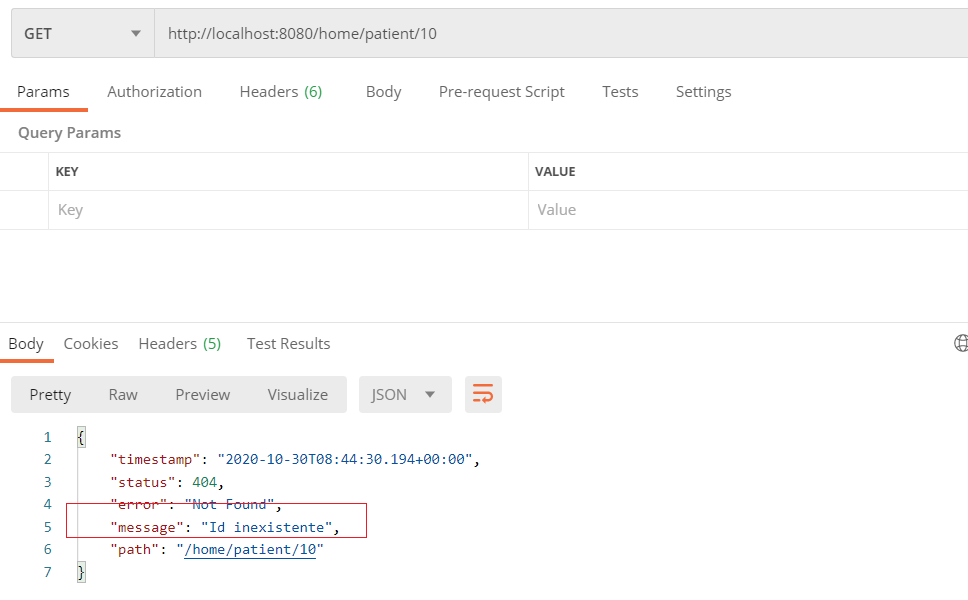 GET http://localhost:8080/home/patient/10
Params Authorization Headers (6) Body Pre-request Script Tests Settings
Query Params
KEY VALUE
Key Value
Body Cookies Headers (5) Test Results
Pretty Raw Preview Visualize JSON
1 {
2 "timestamp": "2020-10-30T08:44:30.194+00:00",
3 "status": 404,
4 "error": "Not Found",
5 "message": "Id inexistente",
6 "path": "/home/patient/10"
7 }